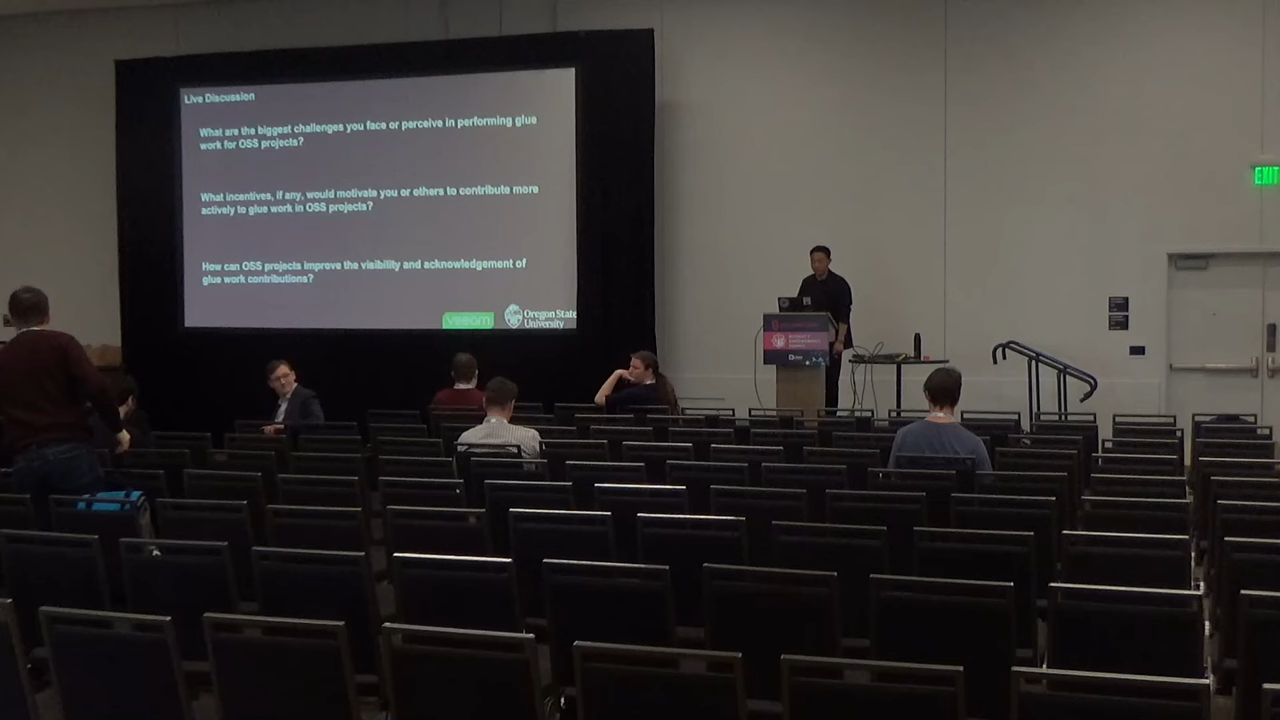 Live Discussion
What are the biggest challenges you face or perceive in performing glue
work for OSS projects?
What incentives, if any, would motivate you or others to contribute more
actively to glue work in OSS projects?
How can OSS projects improve the visibility and acknowledgement of
glue work contributions?
veeam
Oregon State
University
EXIT